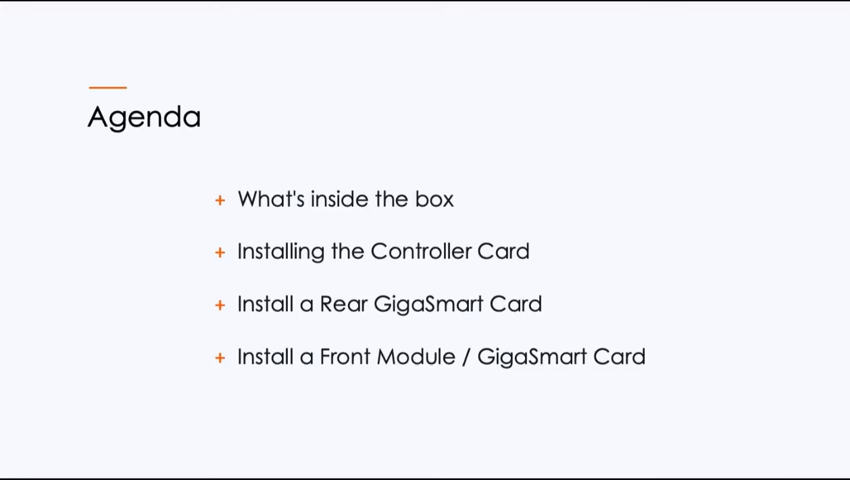 Agenda
+ What's inside the box
+ Installing the Controller Card
+ Install a Rear GigaSmart Card
+ Install a Front Module / GigaSmart Card